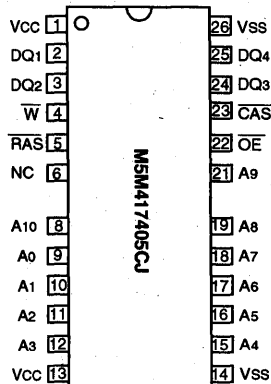 VCC 1 26 VSS
DQ1 2 25 DQ4
DQ2 3 24 DQ3
W 4 23 CAS
RAS 5 22 OE
NC 6 21 A9
A10 8 19 A8
A0 9 18 A7
A1 10 17 A6
A2 11 16 A5
A3 12 15 A4
VCC 13 14 VSS
M5M417405CJ